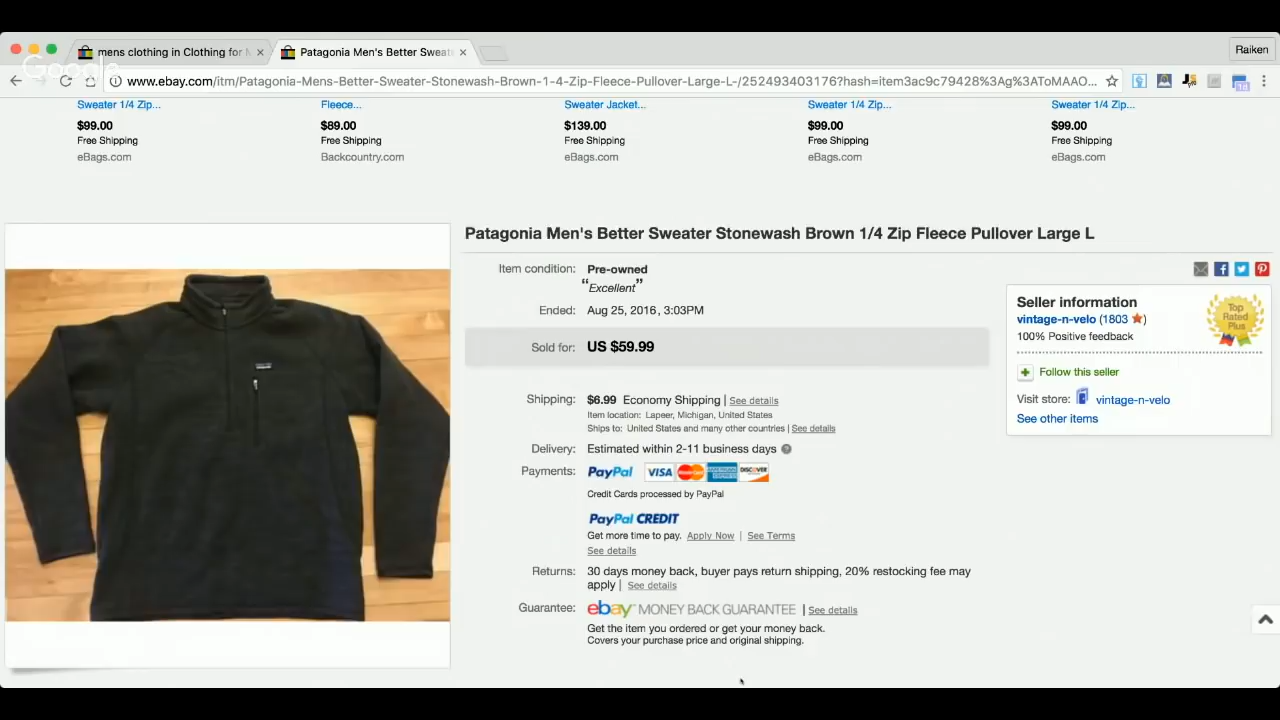 mens clothing in Clothing for M
Patagonia Men's Better Sweat
Raiken
Google
www.ebay.com/itm/Patagonia-Mens-Better-Sweater-Stonewash-Brown-1-4-Zip-Fleece-Pullover-Large-L-/252493403176?hash=item3ac9c79428%3Ag%3AToMAAO...
Sweater 1/4 Zip...
Fleece...
Sweater Jacket...
Sweater 1/4 Zip...
Sweater 1/4 Zip...
$99.00
$89.00
$139.00
$99.00
$99.00
Free Shipping
Free Shipping
Free Shipping
Free Shipping
Free Shipping
eBags.com
Backcountry.com
eBags.com
eBags.com
eBags.com
Patagonia Men's Better Sweater Stonewash Brown 1/4 Zip Fleece Pullover Large L
Item condition: Pre-owned
“Excellent”
Ended: Aug 25, 2016, 3:03PM
Sold for: US $59.99
Shipping: $6.99 Economy Shipping | See details
Item location: Lapeer, Michigan, United States
Ships to: United States and many other countries | See details
Delivery: Estimated within 2-11 business days
Payments: PayPal VISA MasterCard AMERICAN EXPRESS DISCOVER
Credit Cards processed by PayPal
PayPal CREDIT
Get more time to pay. Apply Now | See Terms
See details
Returns: 30 days money back, buyer pays return shipping, 20% restocking fee may
apply | See details
Guarantee: ebay MONEY BACK GUARANTEE | See details
Get the item you ordered or get your money back.
Covers your purchase price and original shipping.
Seller information
vintage-n-velo (1803 )
100% Positive feedback
Top
Rated
Plus
Follow this seller
Visit store: vintage-n-velo
See other items